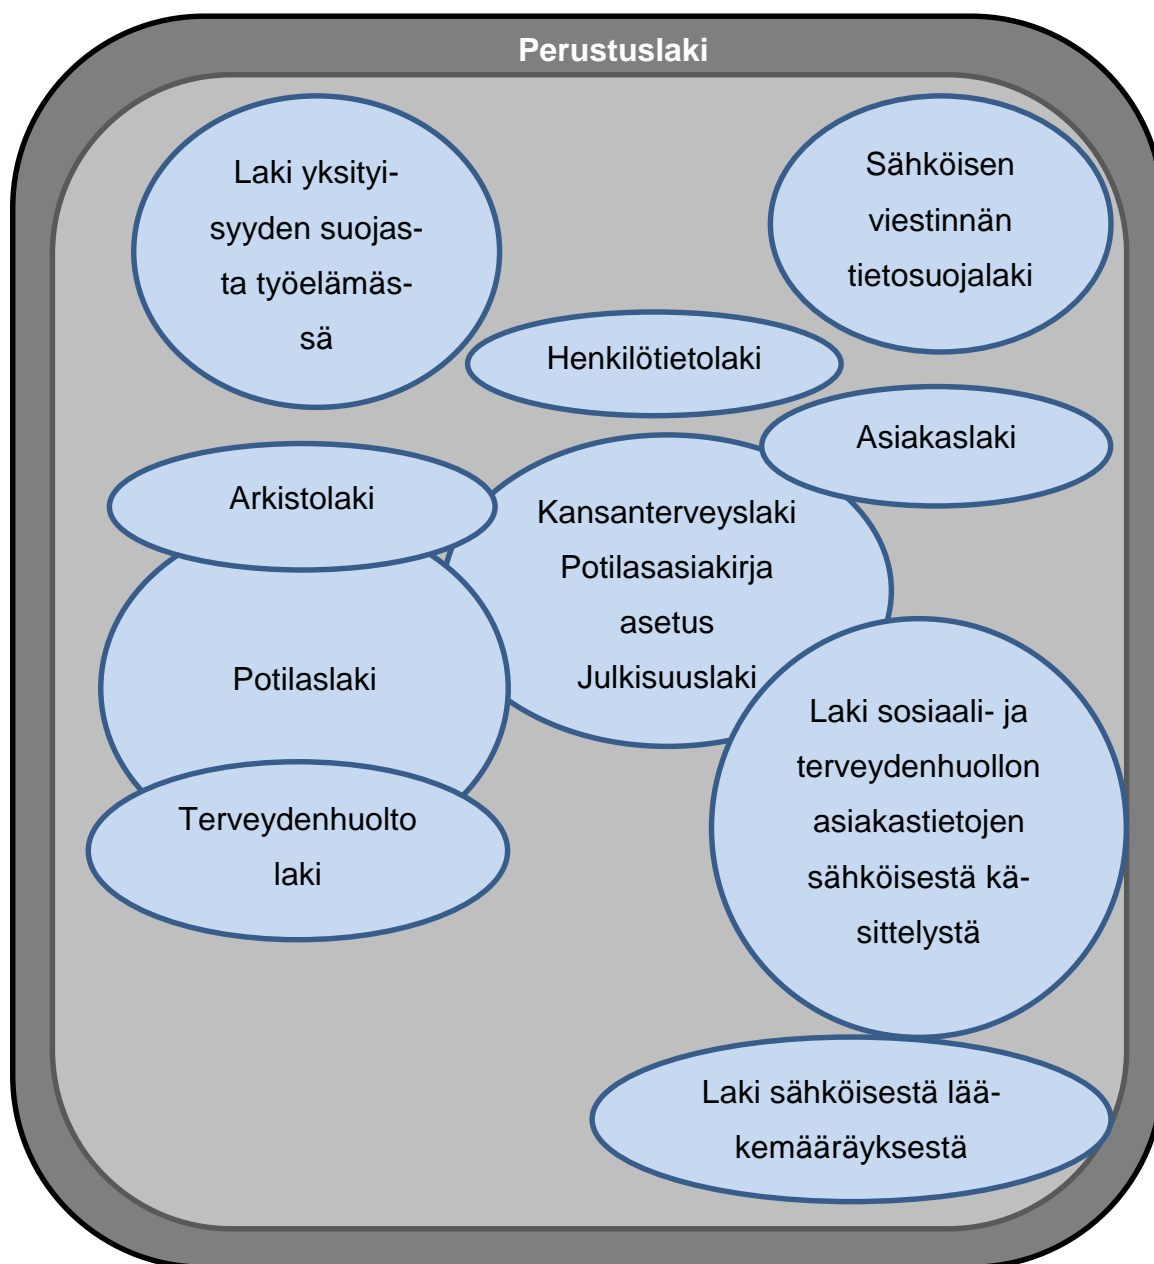 Perustuslaki
Laki yksityi-
syyden suojas-
ta työelämäs-
sä
Sähköisen
viestinnän
tietosuojalaki
Henkilötietolaki
Asiakaslaki
Arkistolaki
Kansanterveyslaki
Potilasasiakirja
asetus
Julkisuuslaki
Potilaslaki
Laki sosiaali- ja
terveydenhuollon
asiakastietojen
sähköisestä kä-
sittelystä
Terveydenhuolto
laki
Laki sähköisestä lää-
kemääräyksestä